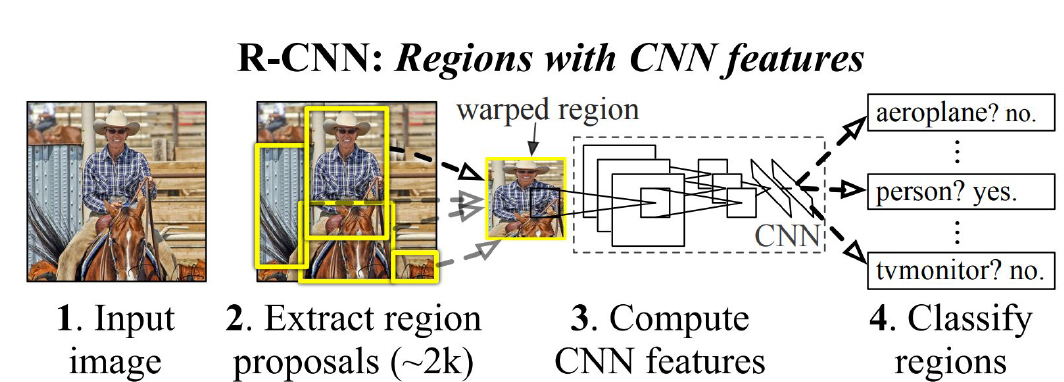 R-CNN: Regions with CNN features
warped region
aeroplane? no.
person? yes.
CNN
tvmonitor? no.
1. Input
image
2. Extract region
proposals (~2k)
3. Compute
CNN features
4. Classify
regions